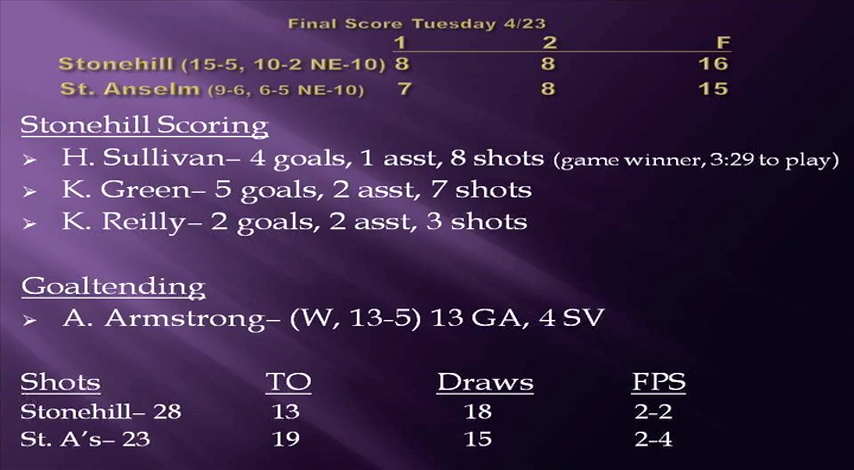 Final Score Tuesday 4/23
1 2 F
Stonehill (15-5, 10-2 NE-10) 8 8 16
St. Anselm (9-6, 6-5 NE-10) 7 8 15
Stonehill Scoring
➢ H. Sullivan– 4 goals, 1 asst, 8 shots (game winner, 3:29 to play)
➢ K. Green– 5 goals, 2 asst, 7 shots
➢ K. Reilly– 2 goals, 2 asst, 3 shots
Goaltending
➢ A. Armstrong– (W, 13-5) 13 GA, 4 SV
Shots TO Draws FPS
Stonehill– 28 13 18 2-2
St. A's– 23 19 15 2-4